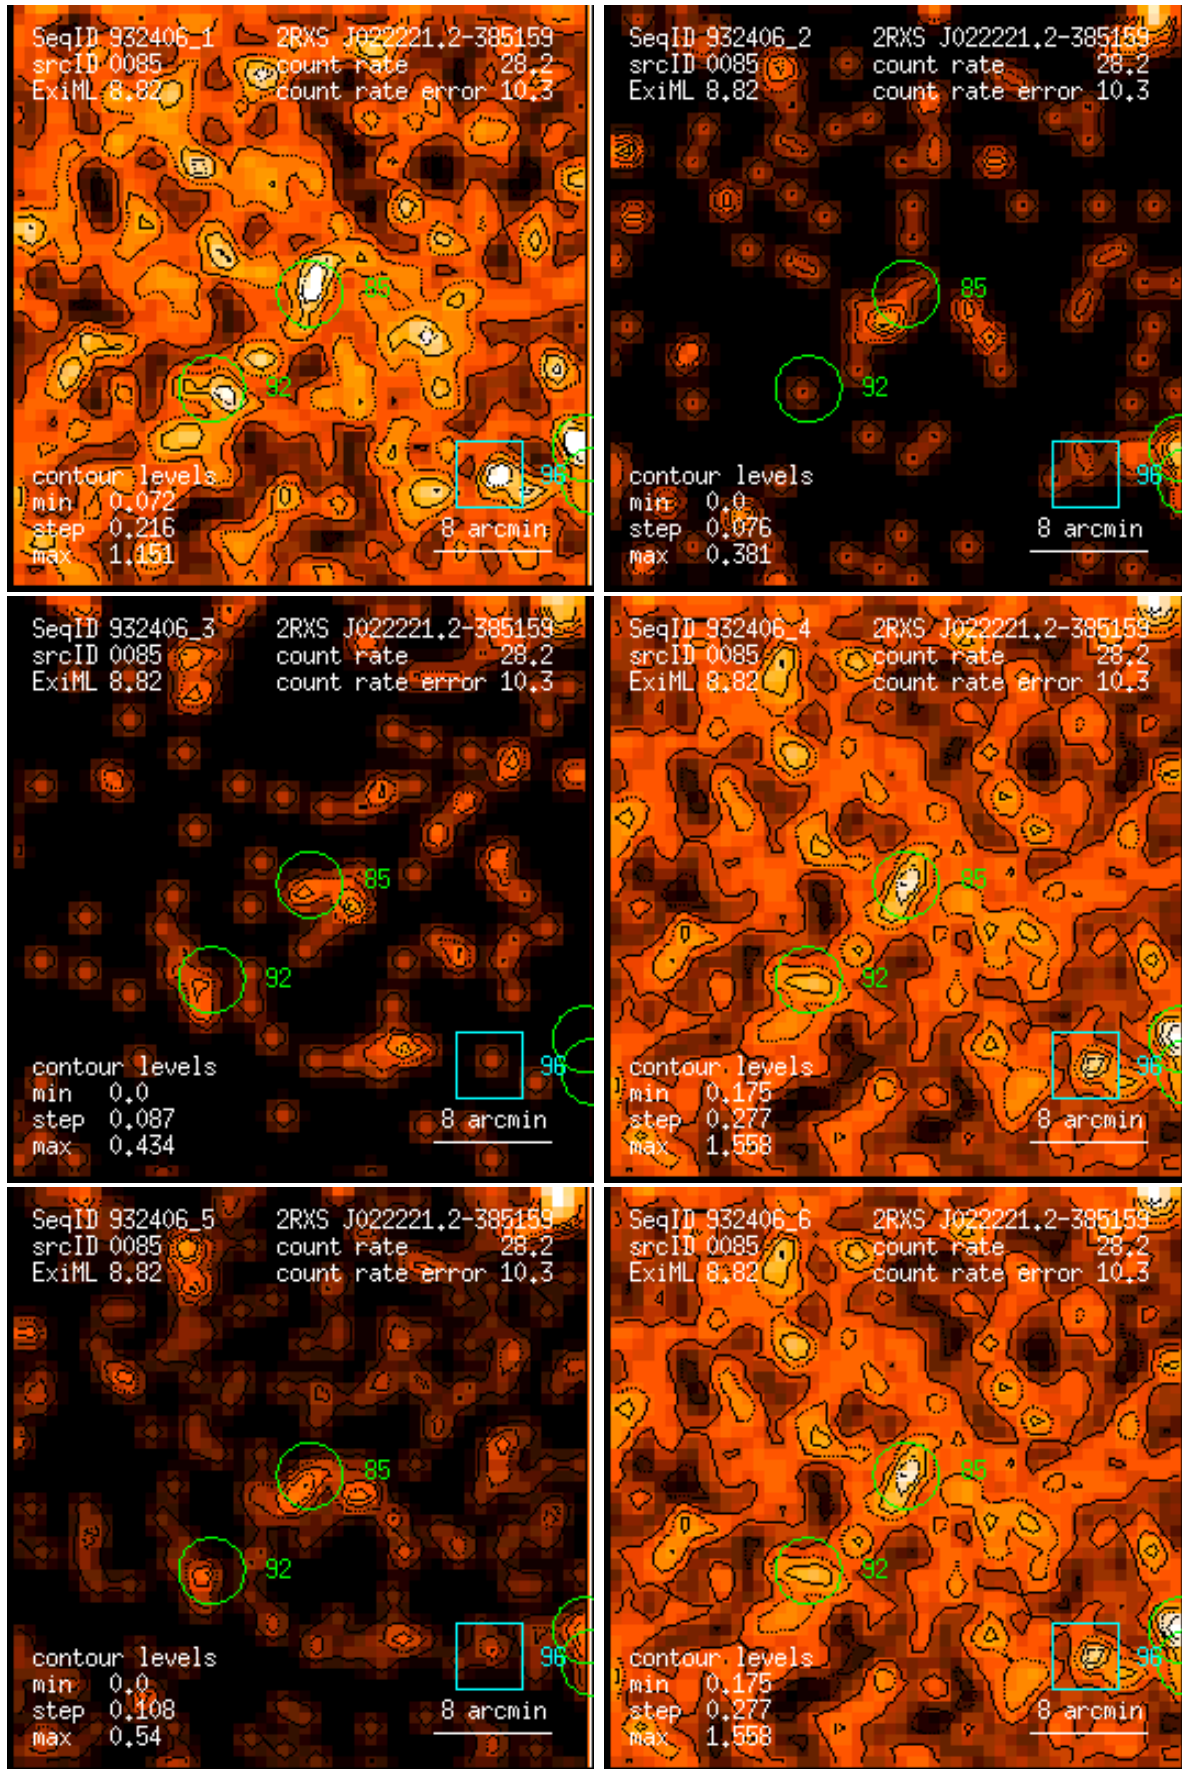 SeqID 932406_1 2RXS J022221.2-385159
srcID 0085 count rate 28.2
ExiML 8.82 count rate error 10.3
85
92
contour levels
96
min 0.072
step 0.216 8 arcmin
max 1.151
SeqID 932406_2 2RXS J022221.2-385159
srcID 0085 count rate 28.2
ExiML 8.82 count rate error 10.3
85
92
contour levels
96
min 0.0
step 0.076 8 arcmin
max 0.381
SeqID 932406_3 2RXS J022221.2-385159
srcID 0085 count rate 28.2
ExiML 8.82 count rate error 10.3
85
92
contour levels
96
min 0.0
step 0.087 8 arcmin
max 0.434
SeqID 932406_4 2RXS J022221.2-385159
srcID 0085 count rate 28.2
ExiML 8.82 count rate error 10.3
85
92
contour levels
96
min 0.175
step 0.277 8 arcmin
max 1.558
SeqID 932406_5 2RXS J022221.2-385159
srcID 0085 count rate 28.2
ExiML 8.82 count rate error 10.3
85
92
contour levels
96
min 0.0
step 0.108 8 arcmin
max 0.54
SeqID 932406_6 2RXS J022221.2-385159
srcID 0085 count rate 28.2
ExiML 8.82 count rate error 10.3
85
92
contour levels
96
min 0.175
step 0.277 8 arcmin
max 1.558